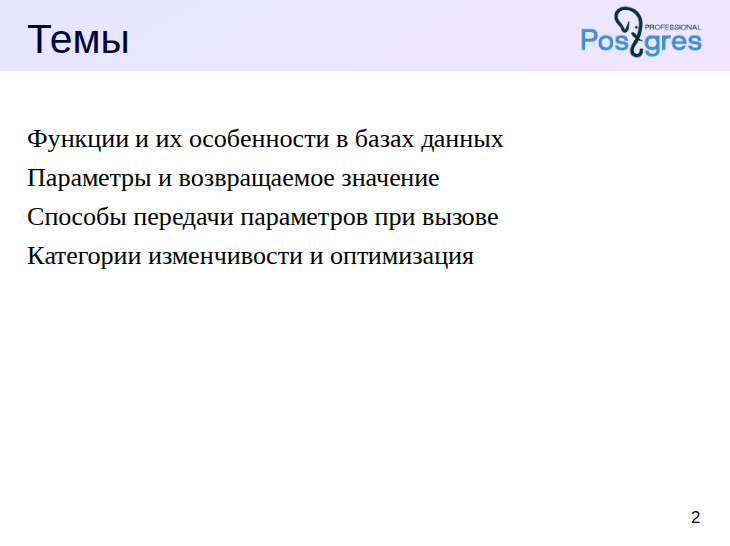 Темы
PROFESSIONAL
Postgres
Функции и их особенности в базах данных
Параметры и возвращаемое значение
Способы передачи параметров при вызове
Категории изменчивости и оптимизация
2